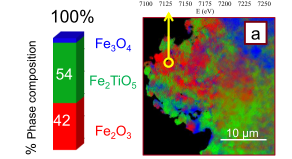 100%
7100 7125 7150 7175 7200 7225 7250
E (eV)
Fe₃O₄
54
Fe₂TiO₅
42
Fe₂O₃
% Phase composition
a
10 μm